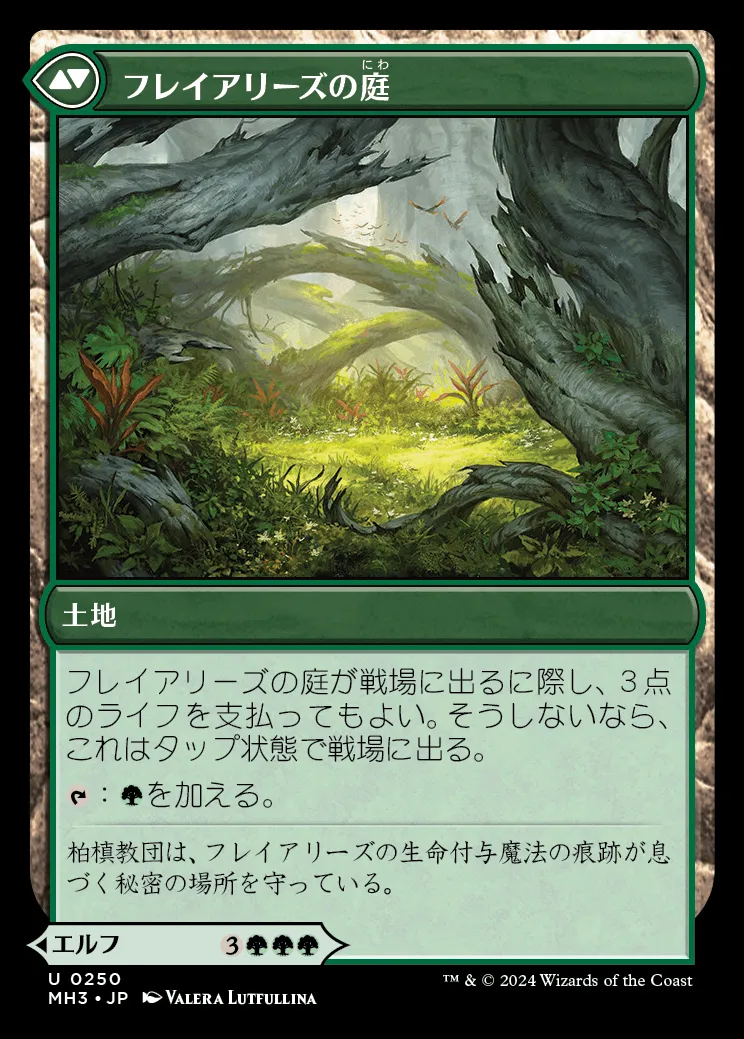 にわ
フレイアリーズの庭
土地
フレイアリーズの庭が戦場に出るに際し、３点
のライフを支払ってもよい。そうしないなら、
これはタップ状態で戦場に出る。
：を加える。
柏槙教団は、フレイアリーズの生命付与魔法の痕跡が息
づく秘密の場所を守っている。
エルフ 3
U 0250
MH3 • JP VALERA LUTFULLINA
™ & © 2024 Wizards of the Coast